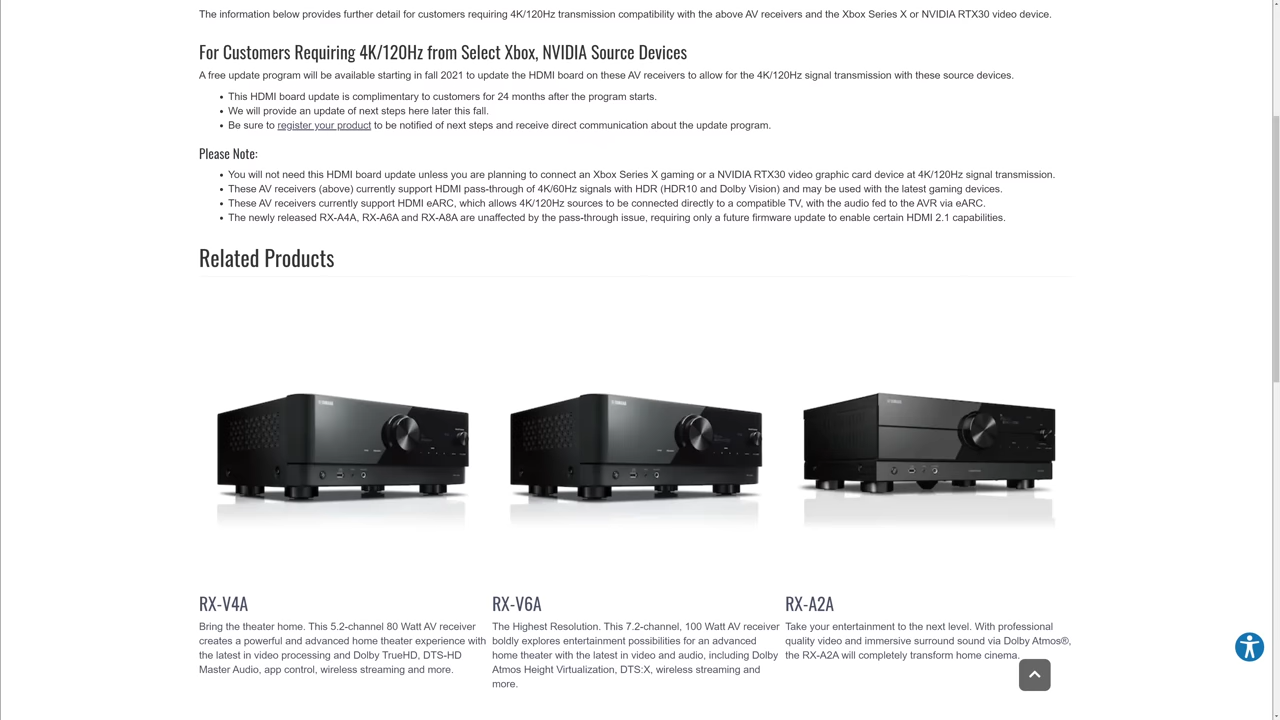 The information below provides further detail for customers requiring 4K/120Hz transmission compatibility with the above AV receivers and the Xbox Series X or NVIDIA RTX30 video device.
For Customers Requiring 4K/120Hz from Select Xbox, NVIDIA Source Devices
A free update program will be available starting in fall 2021 to update the HDMI board on these AV receivers to allow for the 4K/120Hz signal transmission with these source devices.
This HDMI board update is complimentary to customers for 24 months after the program starts.
We will provide an update of next steps here later this fall.
Be sure to register your product to be notified of next steps and receive direct communication about the update program.
Please Note:
You will not need this HDMI board update unless you are planning to connect an Xbox Series X gaming or a NVIDIA RTX30 video graphic card device at 4K/120Hz signal transmission.
These AV receivers (above) currently support HDMI pass-through of 4K/60Hz signals with HDR (HDR10 and Dolby Vision) and may be used with the latest gaming devices.
These AV receivers currently support HDMI eARC, which allows 4K/120Hz sources to be connected directly to a compatible TV, with the audio fed to the AVR via eARC.
The newly released RX-A4A, RX-A6A and RX-A8A are unaffected by the pass-through issue, requiring only a future firmware update to enable certain HDMI 2.1 capabilities.
Related Products
RX-V4A
Bring the theater home. This 5.2-channel 80 Watt AV receiver
creates a powerful and advanced home theater experience with
the latest in video processing and Dolby TrueHD, DTS-HD
Master Audio, app control, wireless streaming and more.
RX-V6A
The Highest Resolution. This 7.2-channel, 100 Watt AV receiver
boldly explores entertainment possibilities for an advanced
home theater with the latest in video and audio, including Dolby
Atmos Height Virtualization, DTS:X, wireless streaming and
more.
RX-A2A
Take your entertainment to the next level. With professional
quality video and immersive surround sound via Dolby Atmos®,
the RX-A2A will completely transform home cinema.